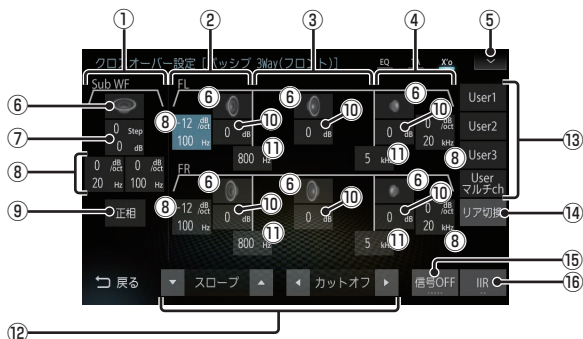 ① ② ③ ④ ⑤
クロスオーバー設定 [パッシブ 3Way(フロント)] EQ X'o
Sub WF FL
⑥ ⑥ ⑥ ⑥ User1
⑦ 0 Step ⑧ -12 dB/oct 0 dB ⑩ 0 dB ⑩ 0 dB ⑩ 0 dB/oct User2 ⑬
0 dB 100 Hz 20 Hz
800 Hz ⑪ 5 kHz ⑪ ⑧ User3
⑧ 0 dB/oct 0 dB/oct FR ⑥ ⑥ ⑥ User マルチch
20 Hz 100 Hz
⑨ 正相 ⑧ -12 dB/oct 0 dB ⑩ 0 dB ⑩ 0 dB ⑩ 0 dB/oct リア切換 ⑭
100 Hz 20 Hz
800 Hz ⑪ 5 kHz ⑪ ⑧ ⑮
戻る ▼ スロープ ▲ ◀ カットオフ ▶ 信号OFF IIR ⑯
⑫